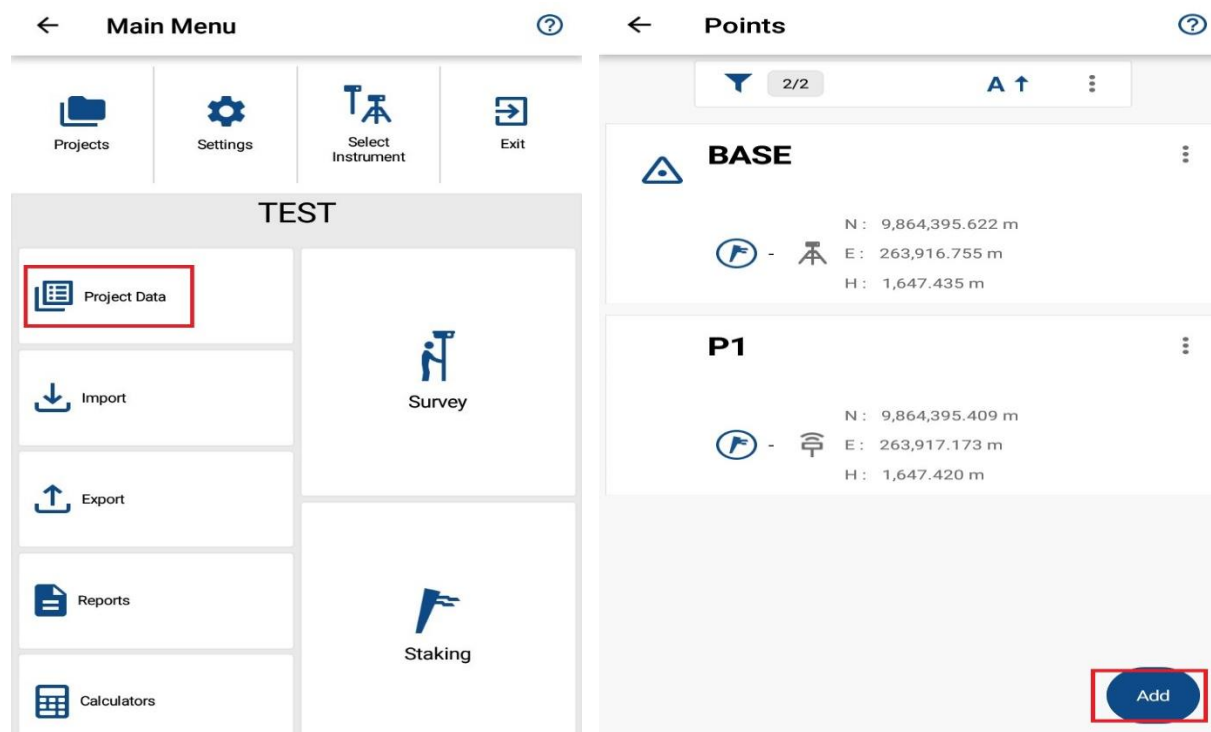 Main Menu
Projects
Settings
Select
Instrument
Exit
TEST
Project Data
Import
Export
Reports
Calculators
Survey
Staking
Points
2/2
A
BASE
N : 9,864,395.622 m
E : 263,916.755 m
H : 1,647.435 m
P1
N : 9,864,395.409 m
E : 263,917.173 m
H : 1,647.420 m
Add